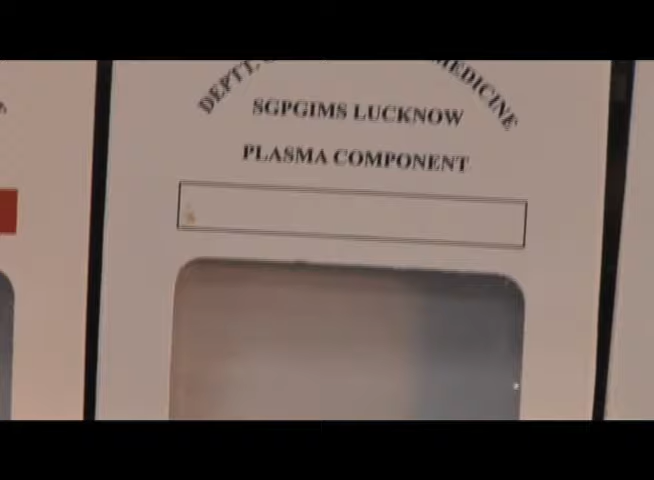 DEPTT. MEDICINE
SGPGIMS LUCKNOW
PLASMA COMPONENT